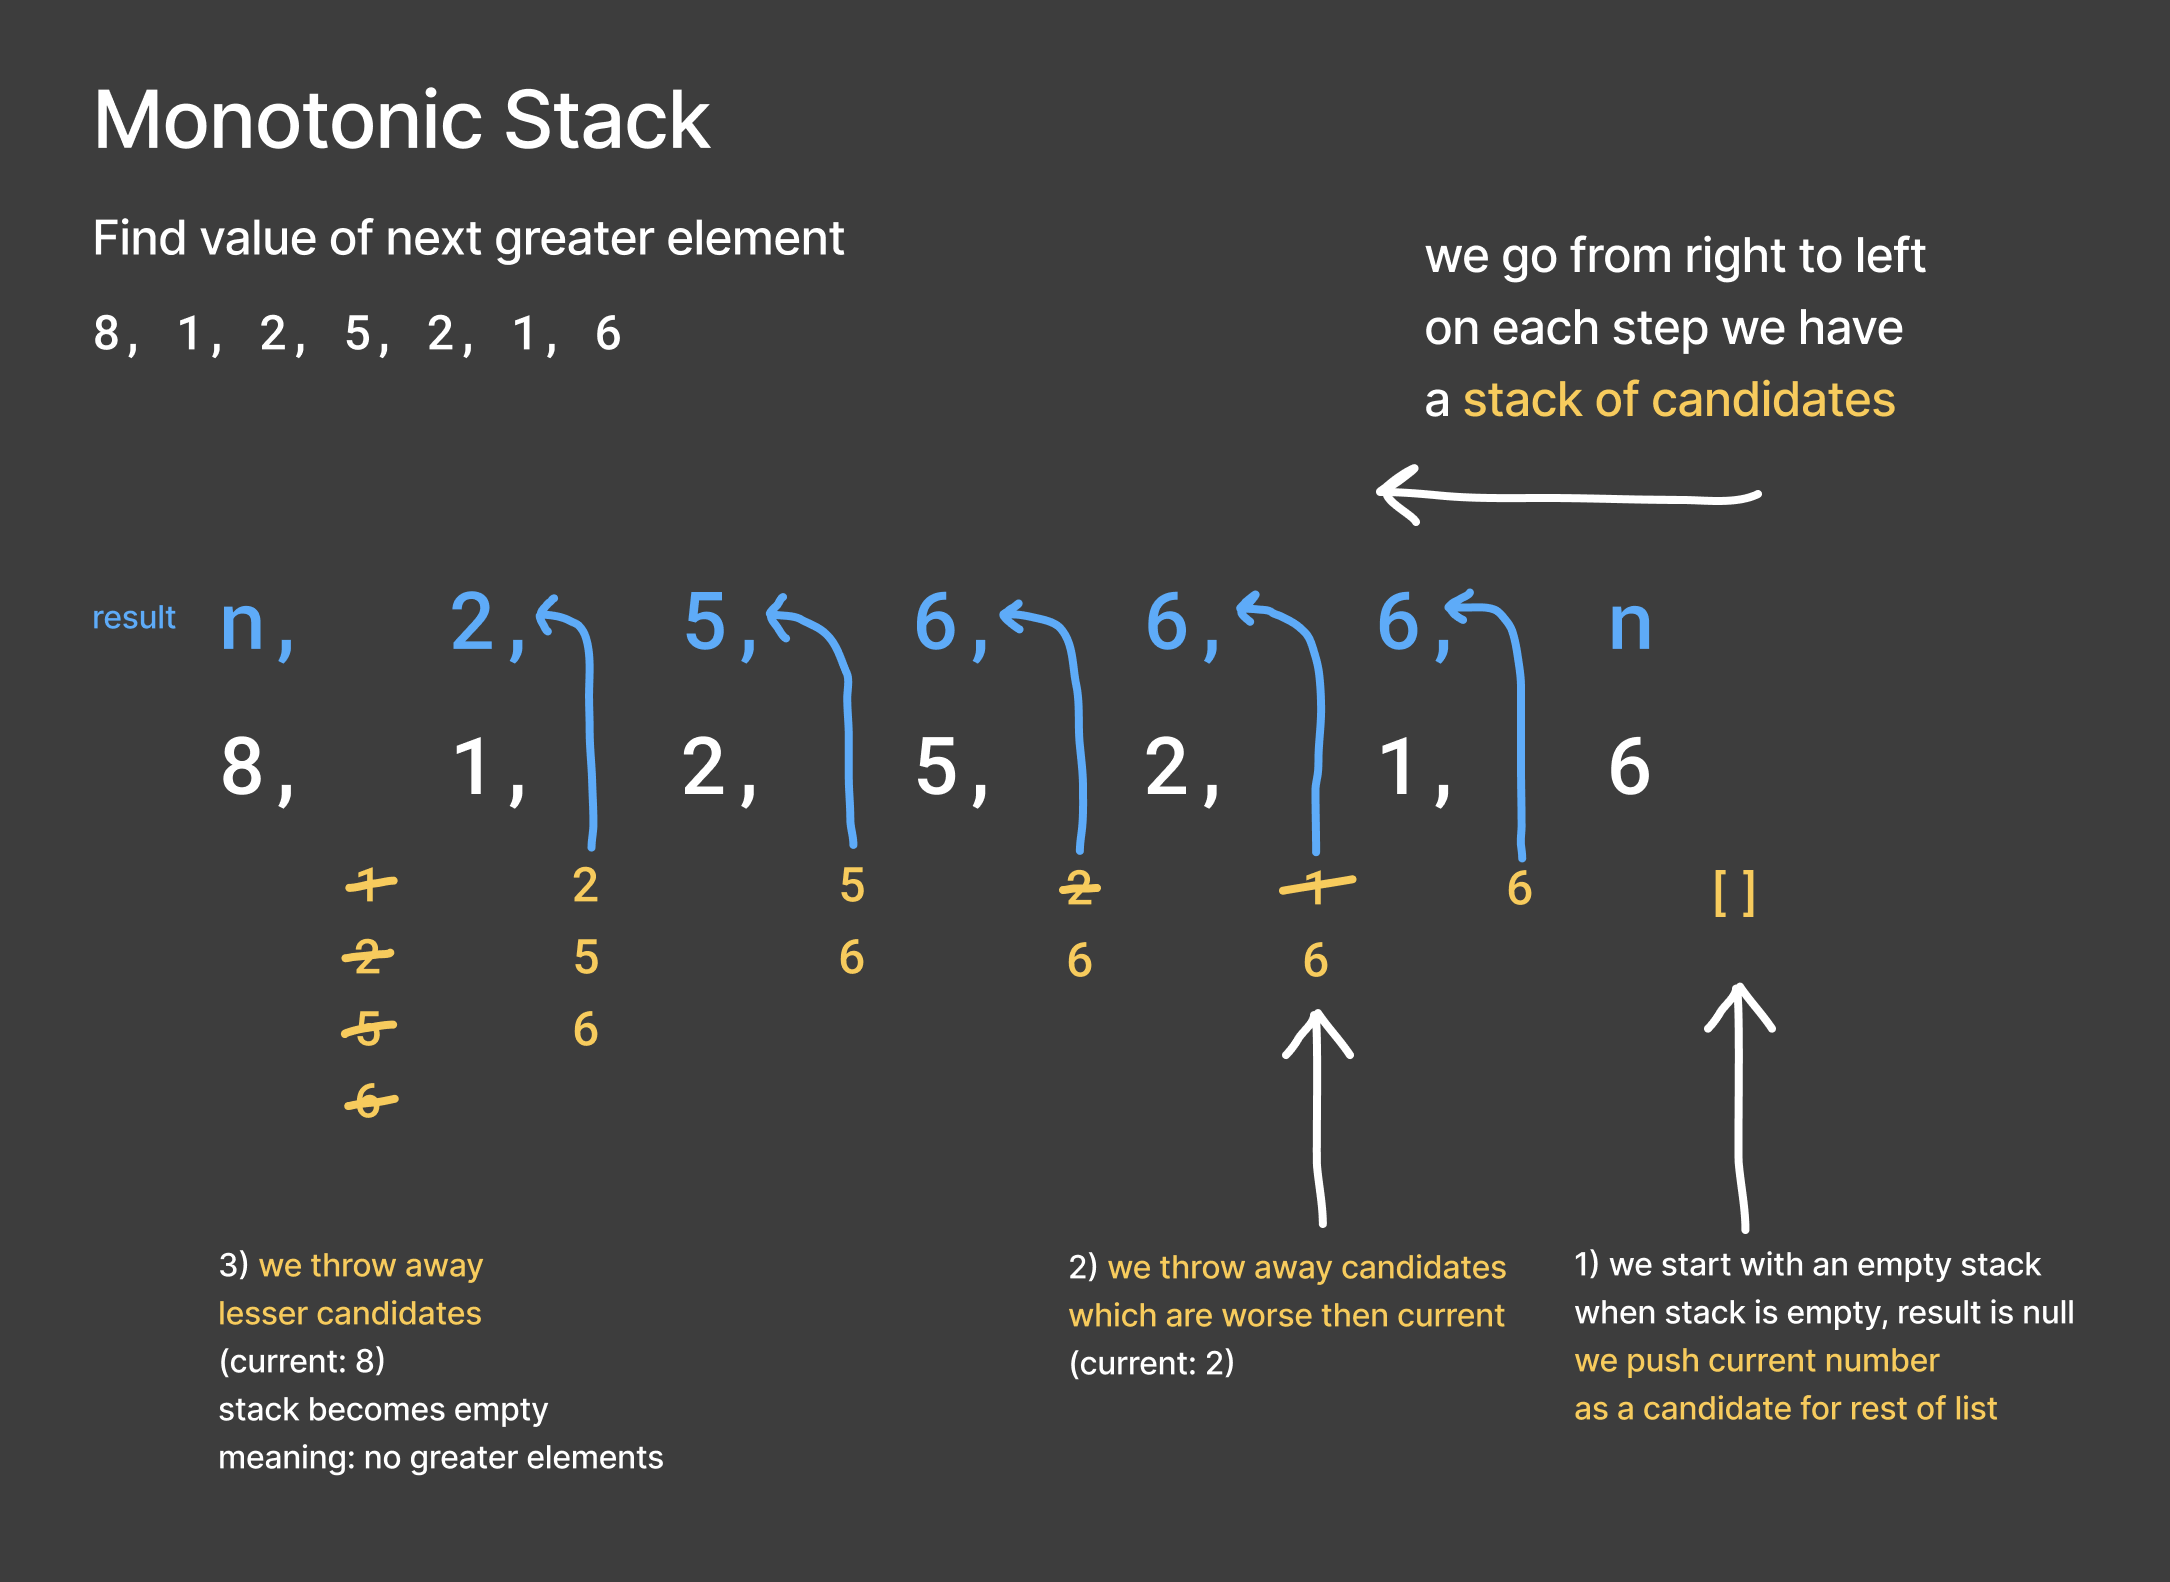 Monotonic Stack
Find value of next greater element
8, 1, 2, 5, 2, 1, 6
we go from right to left
on each step we have
a stack of candidates
result n, 2, 5, 6, 6, 6, n
8, 1, 2, 5, 2, 1, 6
1 2 5 2 1 6 []
2 5 6 6 6
5 6
6
3) we throw away
lesser candidates
(current: 8)
stack becomes empty
meaning: no greater elements
2) we throw away candidates
which are worse then current
(current: 2)
1) we start with an empty stack
when stack is empty, result is null
we push current number
as a candidate for rest of list